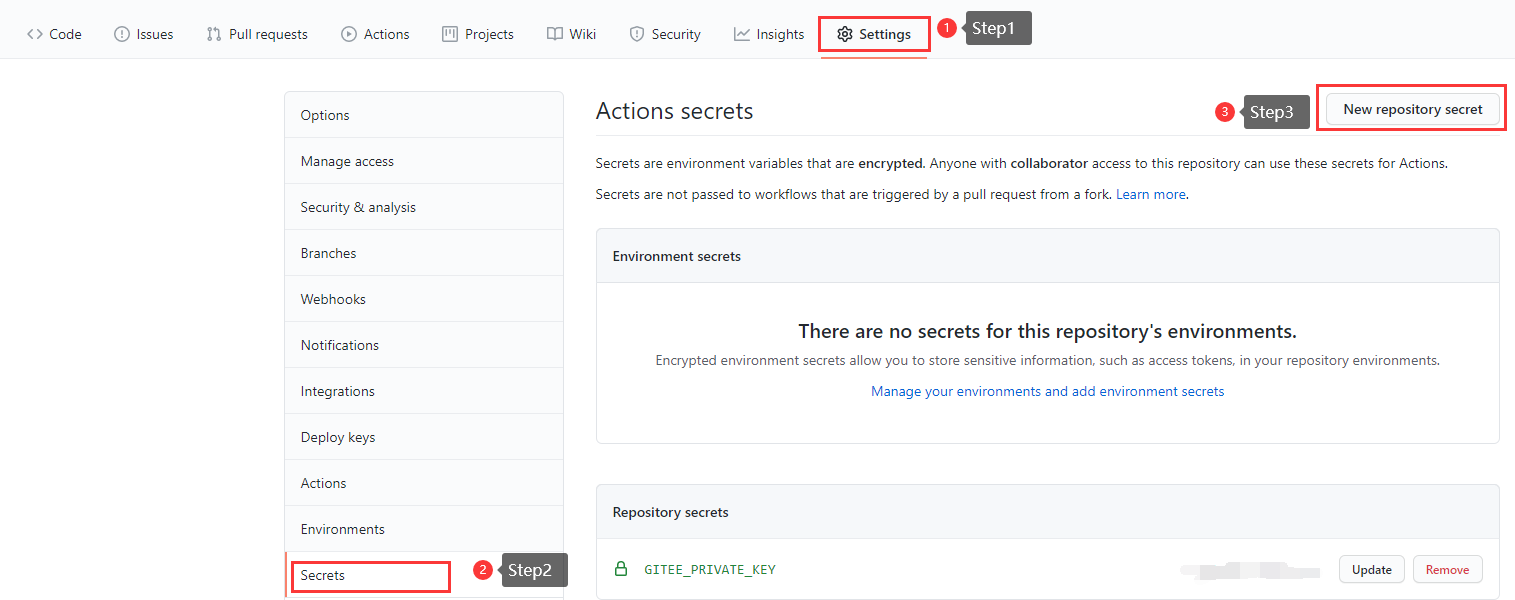 Code Issues Pull requests Actions Projects Wiki Security Insights Settings 1 Step1
Options
Manage access
Security & analysis
Branches
Webhooks
Notifications
Integrations
Deploy keys
Actions
Environments
Secrets 2 Step2
Actions secrets 3 Step3 New repository secret
Secrets are environment variables that are encrypted. Anyone with collaborator access to this repository can use these secrets for Actions.
Secrets are not passed to workflows that are triggered by a pull request from a fork. Learn more.
Environment secrets
There are no secrets for this repository's environments.
Encrypted environment secrets allow you to store sensitive information, such as access tokens, in your repository environments.
Manage your environments and add environment secrets
Repository secrets
GITEE_PRIVATE_KEY Update Remove